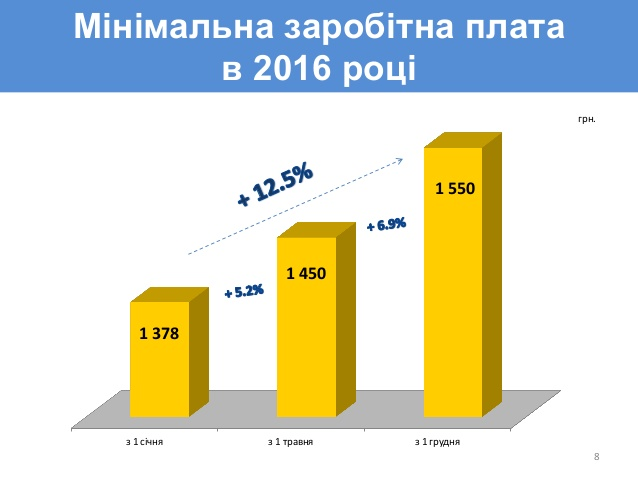 Мінімальна заробітна плата
в 2016 році
грн.
+ 12.5%
1 550
+ 6.9%
1 450
+ 5.2%
1 378
з 1 січня
з 1 травня
з 1 грудня
8